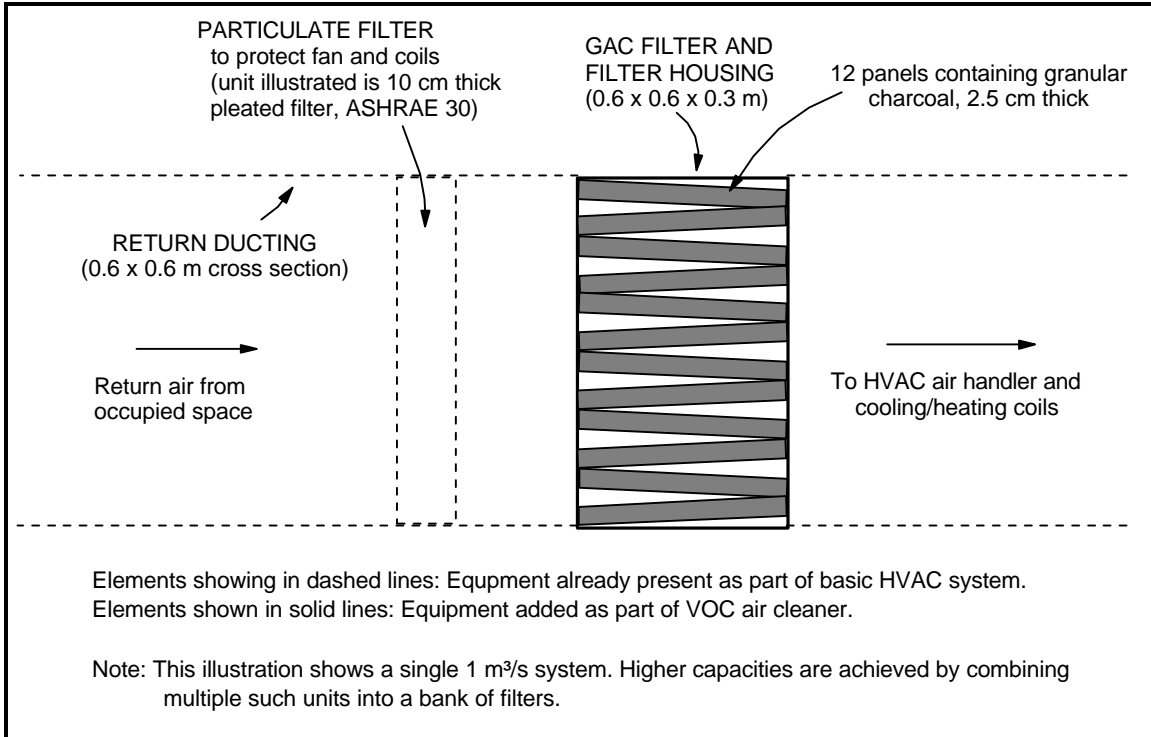 PARTICULATE FILTER
to protect fan and coils
(unit illustrated is 10 cm thick
pleated filter, ASHRAE 30)
GAC FILTER AND
FILTER HOUSING
(0.6 x 0.6 x 0.3 m)
12 panels containing granular
charcoal, 2.5 cm thick
RETURN DUCTING
(0.6 x 0.6 m cross section)
Return air from
occupied space
To HVAC air handler and
cooling/heating coils
Elements showing in dashed lines: Equpment already present as part of basic HVAC system.
Elements shown in solid lines: Equipment added as part of VOC air cleaner.
Note: This illustration shows a single 1 m³/s system. Higher capacities are achieved by combining
multiple such units into a bank of filters.